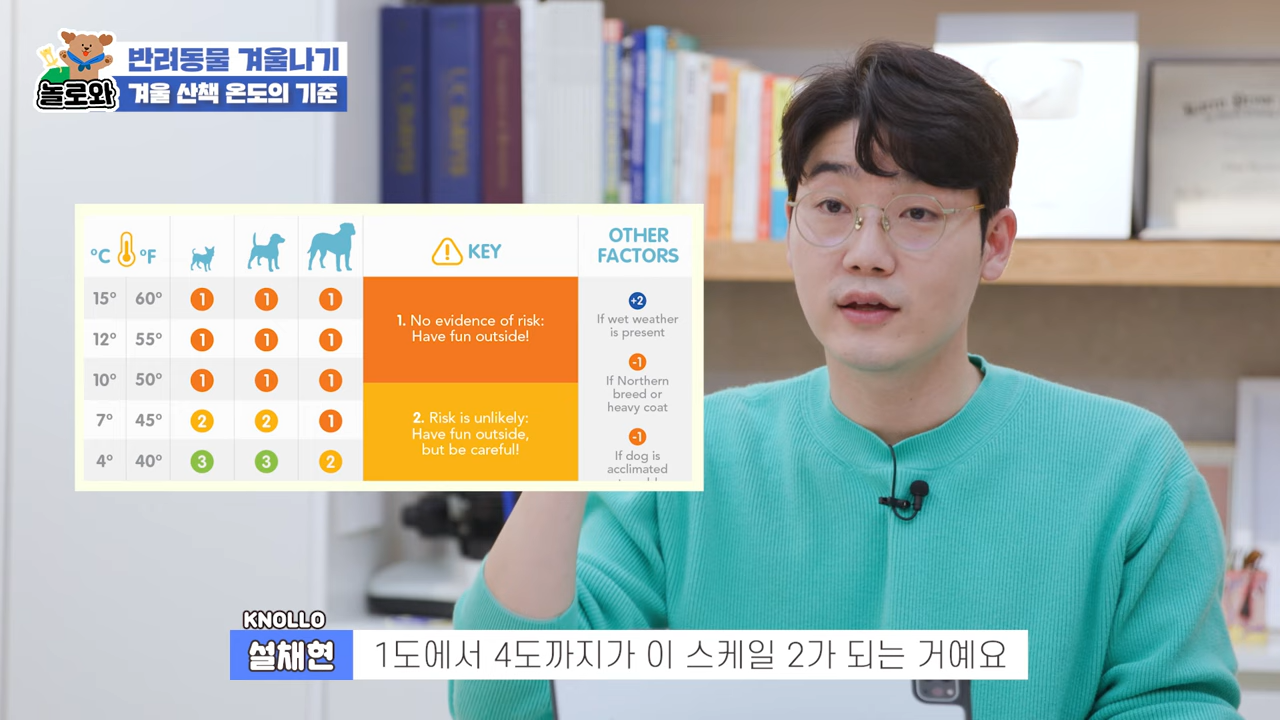 반려동물 겨울나기
놀로와
겨울 산책 온도의 기준
°C °F
KEY
OTHER
FACTORS
15° 60° 1 1 1
12° 55° 1 1 1
10° 50° 1 1 1
7° 45° 2 2 1
4° 40° 3 3 2
1. No evidence of risk:
Have fun outside!
2. Risk is unlikely:
Have fun outside,
but be careful!
+2
If wet weather
is present
-1
If Northern
breed or
heavy coat
-1
If dog is
acclimated
KNOLLO
설채현
1도에서 4도까지가 이 스케일 2가 되는 거예요